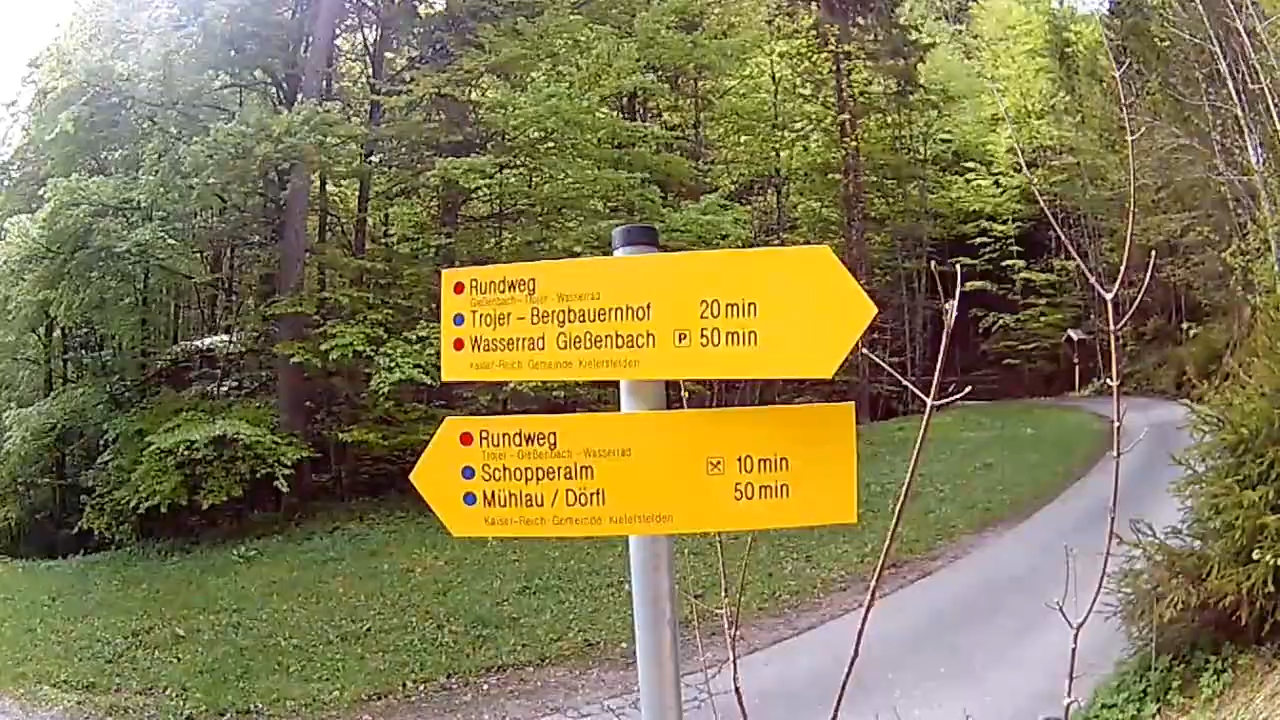 Rundweg
Gießenbach - Trojer - Wasserrad
Trojer - Bergbauernhof 20 min
Wasserrad Gießenbach P 50 min
Kaiser-Reich Gemeinde Kiefersfelden
Rundweg
Trojer - Gießenbach - Wasserrad
Schopperalm 10 min
Mühlau / Dörfl 50 min
Kaiser-Reich Gemeinde Kiefersfelden